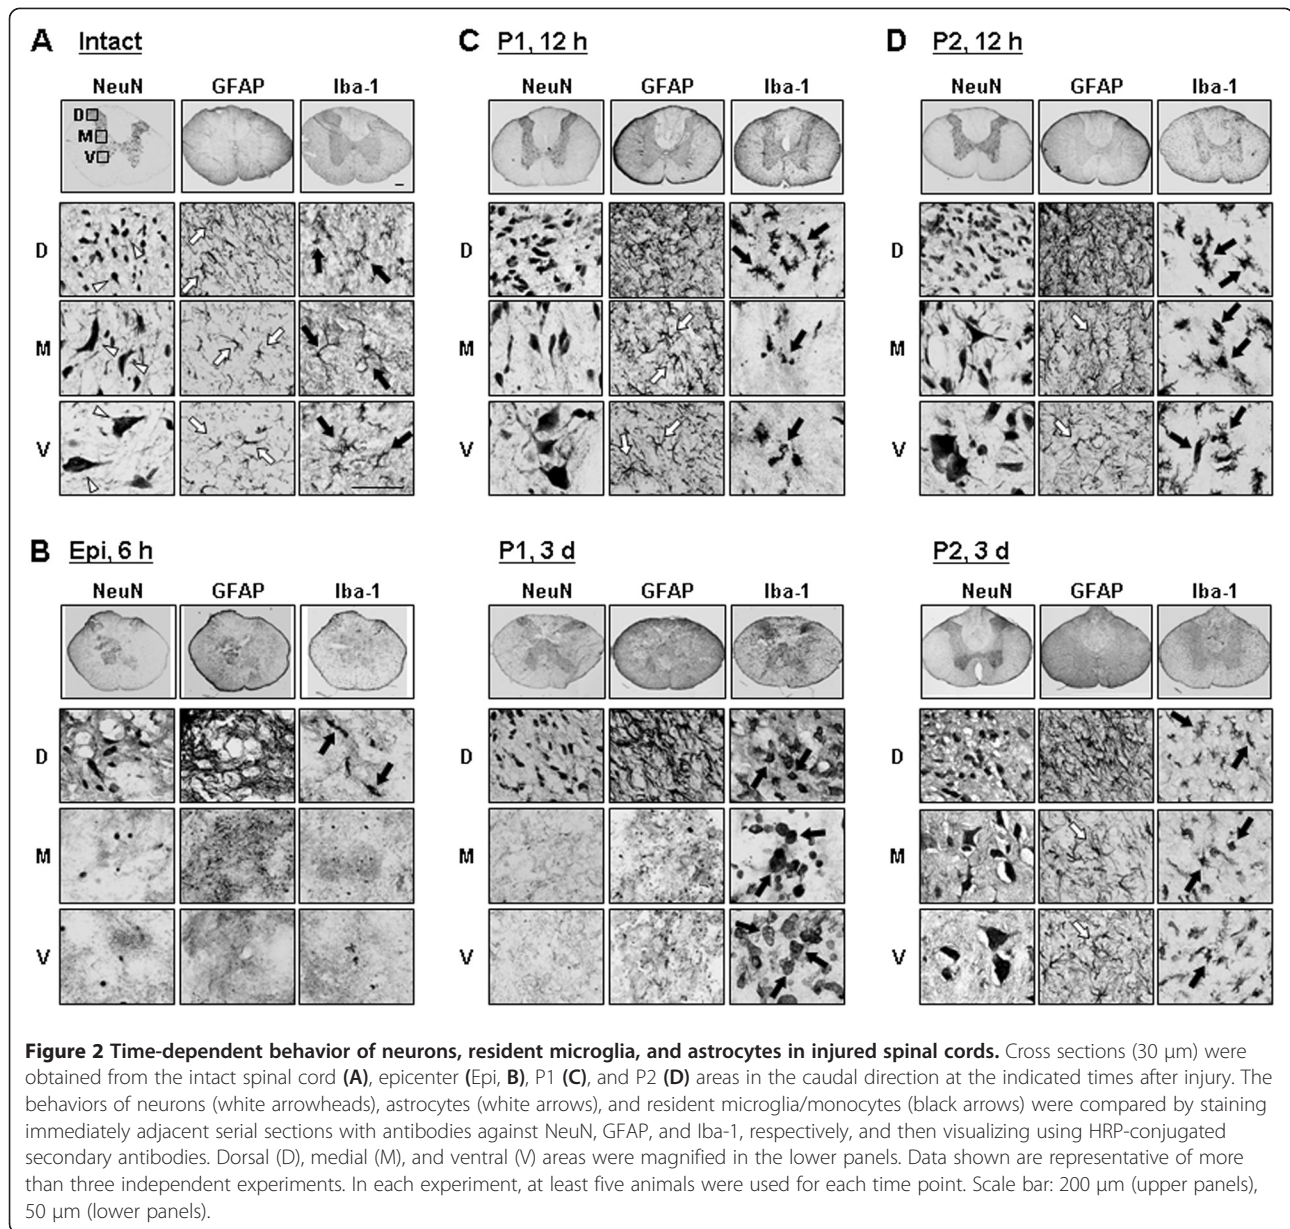 A Intact
NeuN GFAP Iba-1
D
M
V
D
M
V
C P1, 12 h
NeuN GFAP Iba-1
D
M
V
D P2, 12 h
NeuN GFAP Iba-1
D
M
V
B Epi, 6 h
NeuN GFAP Iba-1
D
M
V
P1, 3 d
NeuN GFAP Iba-1
D
M
V
P2, 3 d
NeuN GFAP Iba-1
D
M
V
Figure 2 Time-dependent behavior of neurons, resident microglia, and astrocytes in injured spinal cords. Cross sections (30 μm) were
obtained from the intact spinal cord (A), epicenter (Epi, B), P1 (C), and P2 (D) areas in the caudal direction at the indicated times after injury. The
behaviors of neurons (white arrowheads), astrocytes (white arrows), and resident microglia/monocytes (black arrows) were compared by staining
immediately adjacent serial sections with antibodies against NeuN, GFAP, and Iba-1, respectively, and then visualizing using HRP-conjugated
secondary antibodies. Dorsal (D), medial (M), and ventral (V) areas were magnified in the lower panels. Data shown are representative of more
than three independent experiments. In each experiment, at least five animals were used for each time point. Scale bar: 200 μm (upper panels),
50 μm (lower panels).